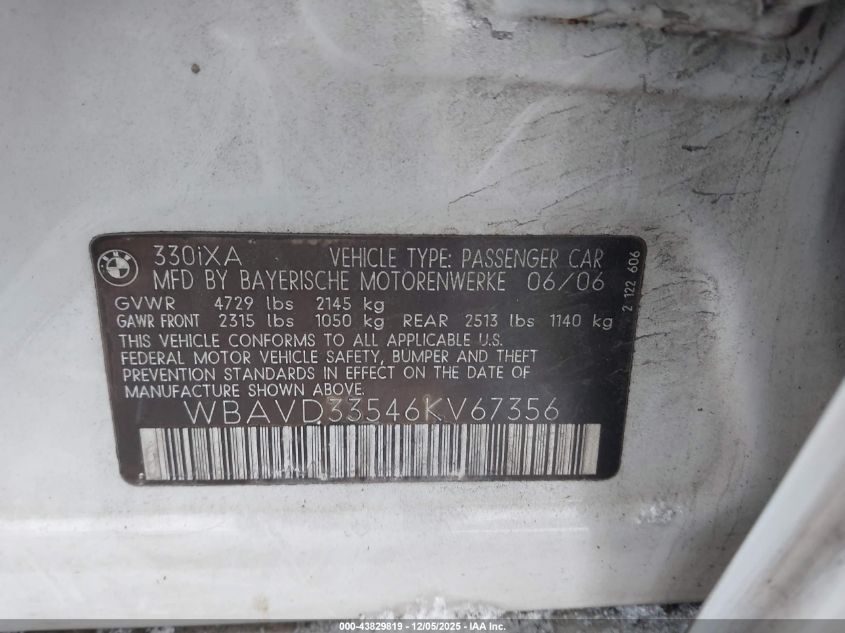 BMW
330iXA VEHICLE TYPE: PASSENGER CAR
MFD BY BAYERISCHE MOTORENWERKE 06/06
GVWR 4729 lbs 2145 kg
GAWR FRONT 2315 lbs 1050 kg REAR 2513 lbs 1140 kg
THIS VEHICLE CONFORMS TO ALL APPLICABLE U.S.
FEDERAL MOTOR VEHICLE SAFETY, BUMPER AND THEFT
PREVENTION STANDARDS IN EFFECT ON THE DATE OF
MANUFACTURE SHOWN ABOVE.
WBAVD33546KV67356
2 122 606
000-43829819 - 12/05/2025 - IAA Inc.